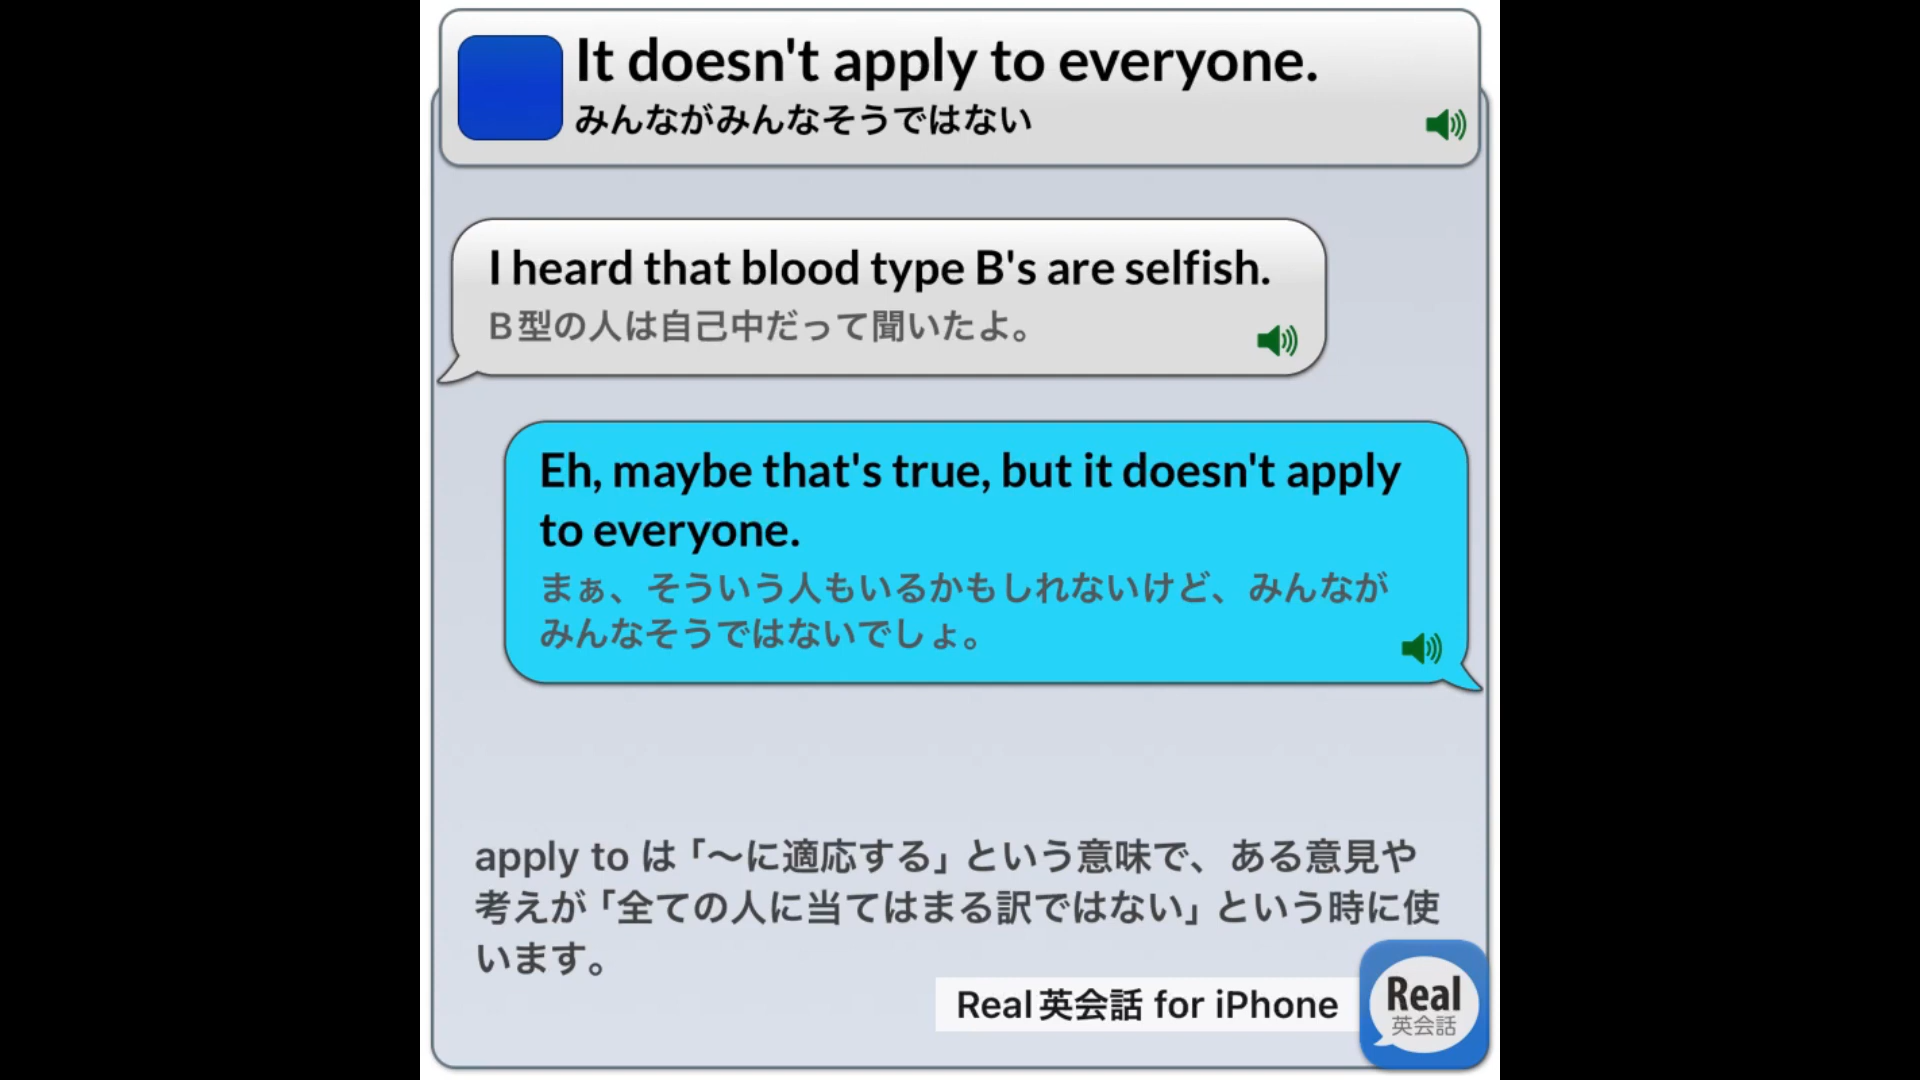 It doesn't apply to everyone.
みんながみんなそうではない
I heard that blood type B's are selfish.
B型の人は自己中だって聞いたよ。
Eh, maybe that's true, but it doesn't apply
to everyone.
まぁ、そういう人もいるかもしれないけど、みんなが
みんなそうではないでしょ。
apply to は「〜に適応する」という意味で、ある意見や
考えが「全ての人に当てはまる訳ではない」という時に使
います。
Real英会話 for iPhone
Real
英会話